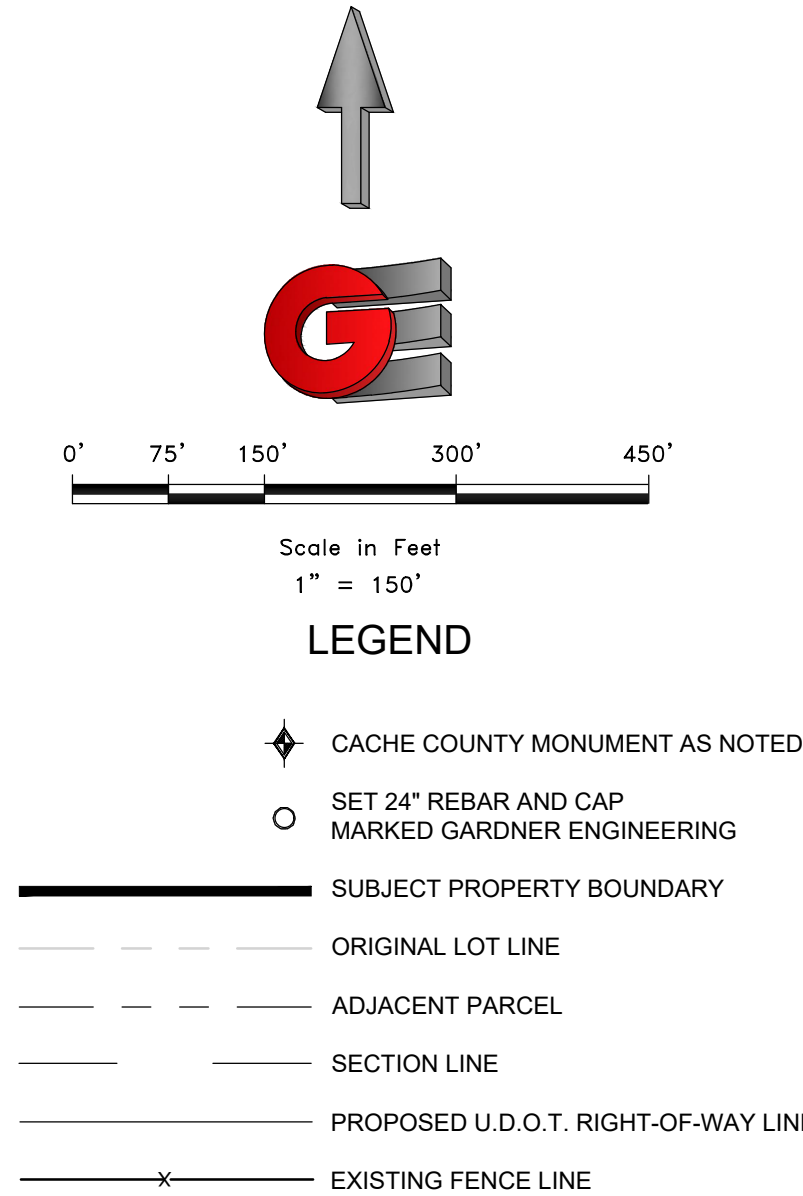 GE
0' 75' 150' 300' 450'
Scale in Feet
1" = 150'
LEGEND
CACHE COUNTY MONUMENT AS NOTED
SET 24" REBAR AND CAP
MARKED GARDNER ENGINEERING
SUBJECT PROPERTY BOUNDARY
ORIGINAL LOT LINE
ADJACENT PARCEL
SECTION LINE
PROPOSED U.D.O.T. RIGHT-OF-WAY LIN
X EXISTING FENCE LINE